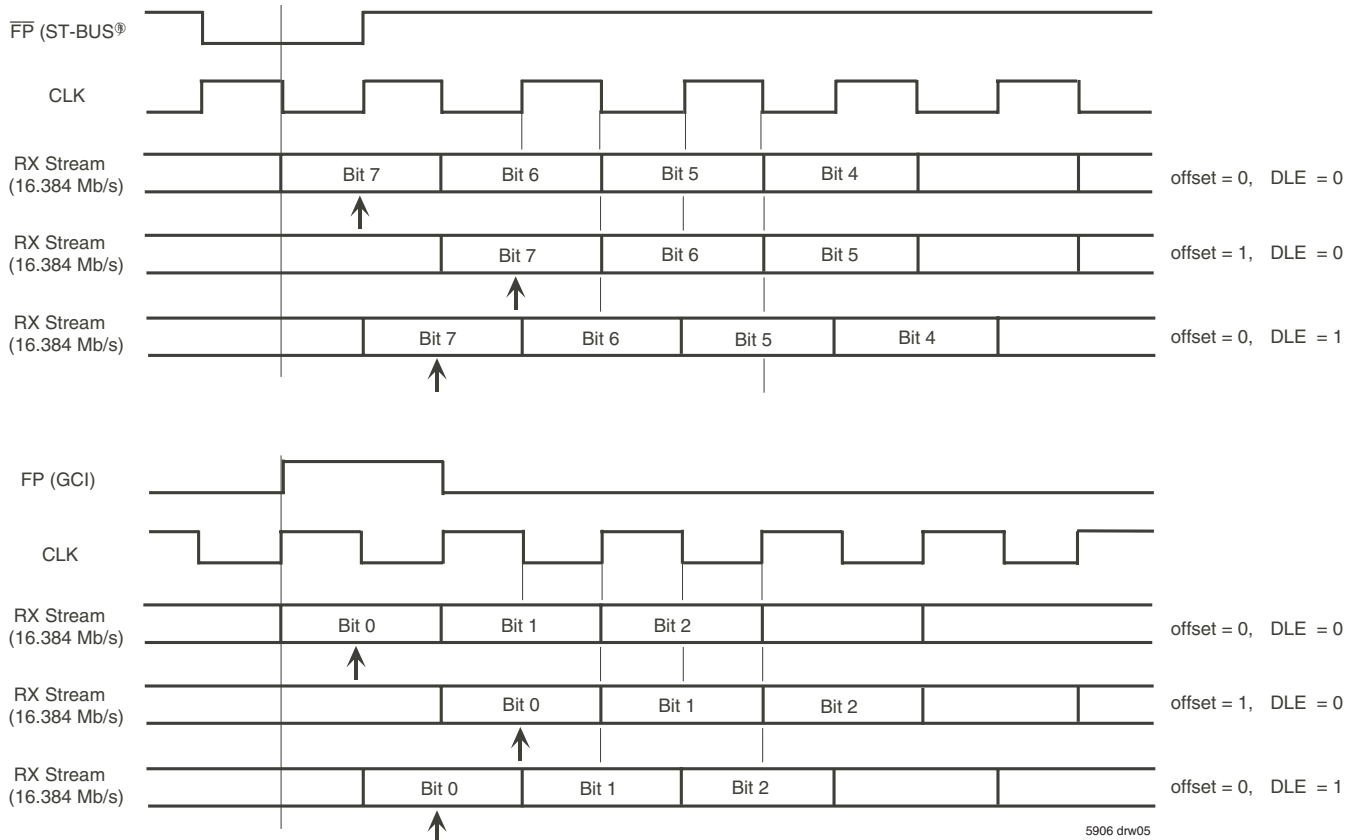 FP (ST-BUS®
CLK
RX Stream
(16.384 Mb/s)
Bit 7
Bit 6
Bit 5
Bit 4
offset = 0, DLE = 0
RX Stream
(16.384 Mb/s)
Bit 7
Bit 6
Bit 5
offset = 1, DLE = 0
RX Stream
(16.384 Mb/s)
Bit 7
Bit 6
Bit 5
Bit 4
offset = 0, DLE = 1
FP (GCI)
CLK
RX Stream
(16.384 Mb/s)
Bit 0
Bit 1
Bit 2
offset = 0, DLE = 0
RX Stream
(16.384 Mb/s)
Bit 0
Bit 1
Bit 2
offset = 1, DLE = 0
RX Stream
(16.384 Mb/s)
Bit 0
Bit 1
Bit 2
offset = 0, DLE = 1
5906 drw05